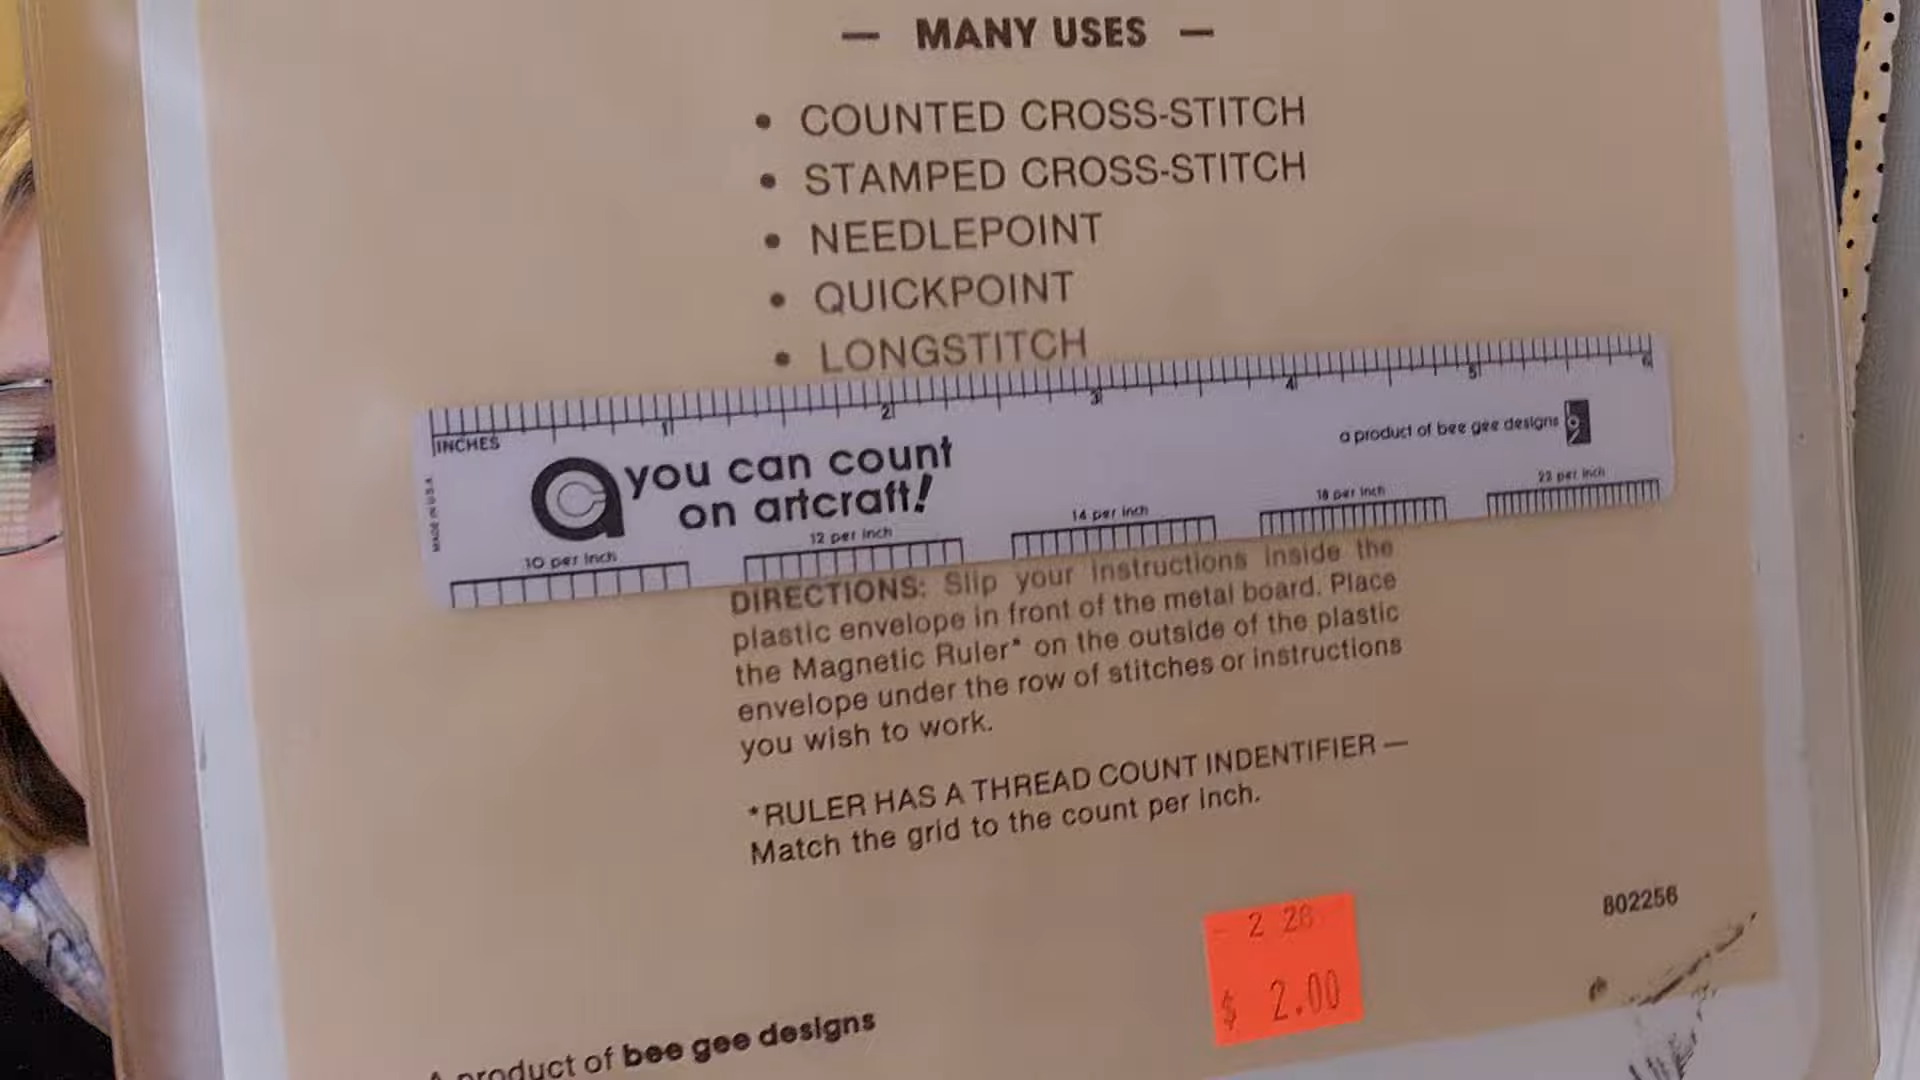 — MANY USES —
• COUNTED CROSS-STITCH
• STAMPED CROSS-STITCH
• NEEDLEPOINT
• QUICKPOINT
• LONGSTITCH
INCHES 1 2 3 4 5 6
MADE IN U.S.A.
a you can count
on artcraft!
a product of bee gee designs
10 per inch 12 per inch 14 per inch 18 per inch 22 per inch
DIRECTIONS: Slip your instructions inside the
plastic envelope in front of the metal board. Place
the Magnetic Ruler* on the outside of the plastic
envelope under the row of stitches or instructions
you wish to work.
*RULER HAS A THREAD COUNT INDENTIFIER —
Match the grid to the count per inch.
802256
2 26
$ 2.00
A product of bee gee designs